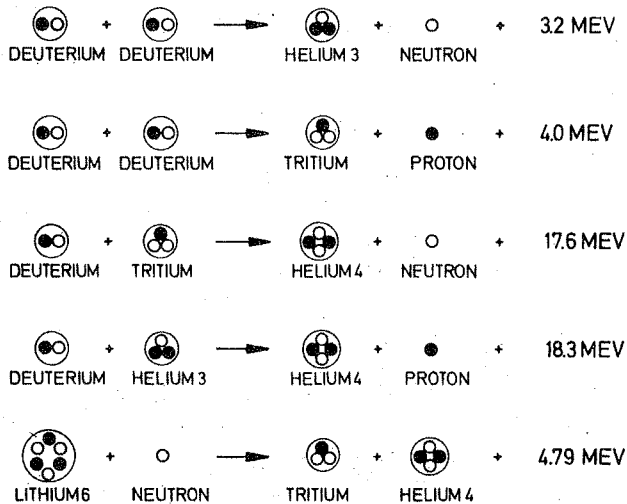 + + + 3.2 MEV
DEUTERIUM DEUTERIUM HELIUM 3 NEUTRON
+ + + 4.0 MEV
DEUTERIUM DEUTERIUM TRITIUM PROTON
+ + + 17.6 MEV
DEUTERIUM TRITIUM HELIUM 4 NEUTRON
+ + + 18.3 MEV
DEUTERIUM HELIUM 3 HELIUM 4 PROTON
+ + + 4.79 MEV
LITHIUM 6 NEUTRON TRITIUM HELIUM 4